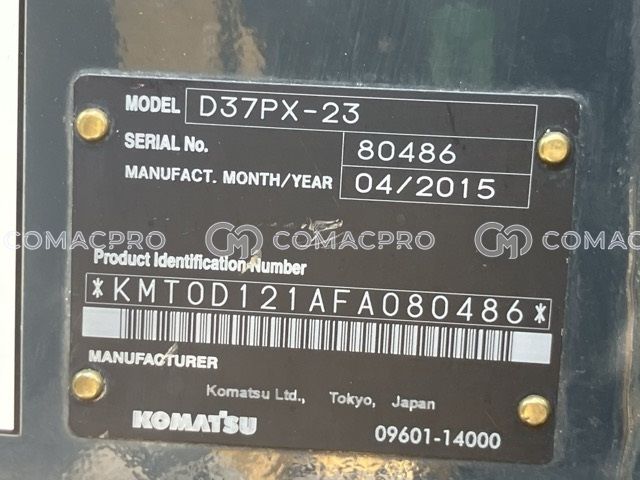 MODEL D37PX-23
SERIAL No. 80486
MANUFACT. MONTH/YEAR 04/2015
COMACPRO COMACPRO COMACPRO
Product Identification Number
*KMT0D121AFA080486*
MANUFACTURER
Komatsu Ltd., Tokyo, Japan
KOMATSU 09601-14000